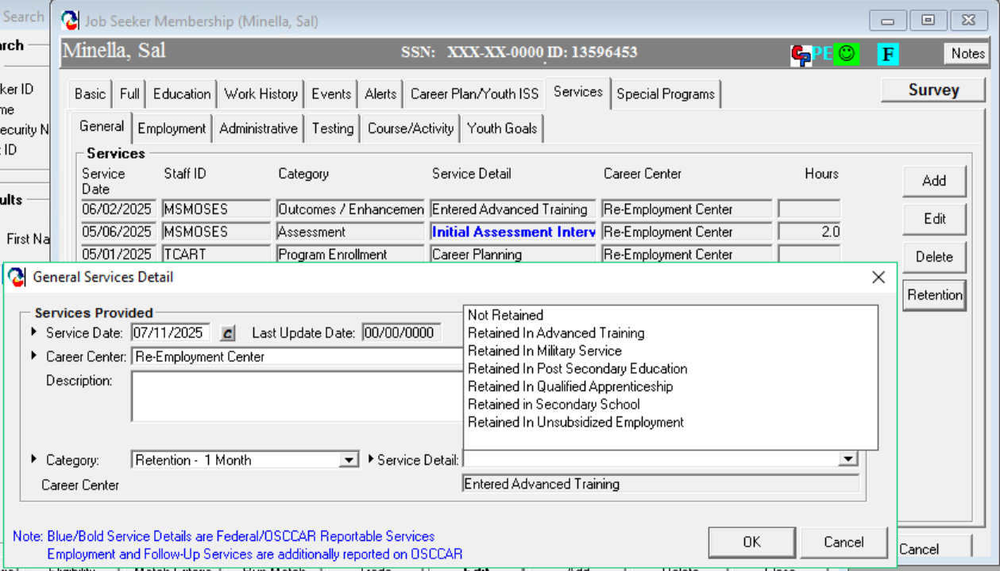 Search
Job Seeker Membership (Minella, Sal)
Minella, Sal
SSN: XXX-XX-0000 ID: 13596453
PE
F
Notes
Basic
Full
Education
Work History
Events
Alerts
Career Plan/Youth ISS
Services
Special Programs
Survey
General
Employment
Administrative
Testing
Course/Activity
Youth Goals
ID
First Na
Services
Service Date
Staff ID
Category
Service Detail
Career Center
Hours
06/02/2025 MSMOSES Outcomes / Enhancemen Entered Advanced Training Re-Employment Center
05/06/2025 MSMOSES Assessment Initial Assessment Interv Re-Employment Center 2.0
05/01/2025 TCART Program Enrollment Career Planning Re-Employment Center
Add
Edit
Delete
Retention
General Services Detail
Services Provided
Service Date: 07/11/2025 C Last Update Date: 00/00/0000
Career Center: Re-Employment Center
Description:
Not Retained
Retained In Advanced Training
Retained In Military Service
Retained In Post Secondary Education
Retained In Qualified Apprenticeship
Retained in Secondary School
Retained In Unsubsidized Employment
Category: Retention - 1 Month
Service Detail:
Career Center
Entered Advanced Training
Note: Blue/Bold Service Details are Federal/OSCCAR Reportable Services
Employment and Follow-Up Services are additionally reported on OSCCAR
OK
Cancel
Cancel